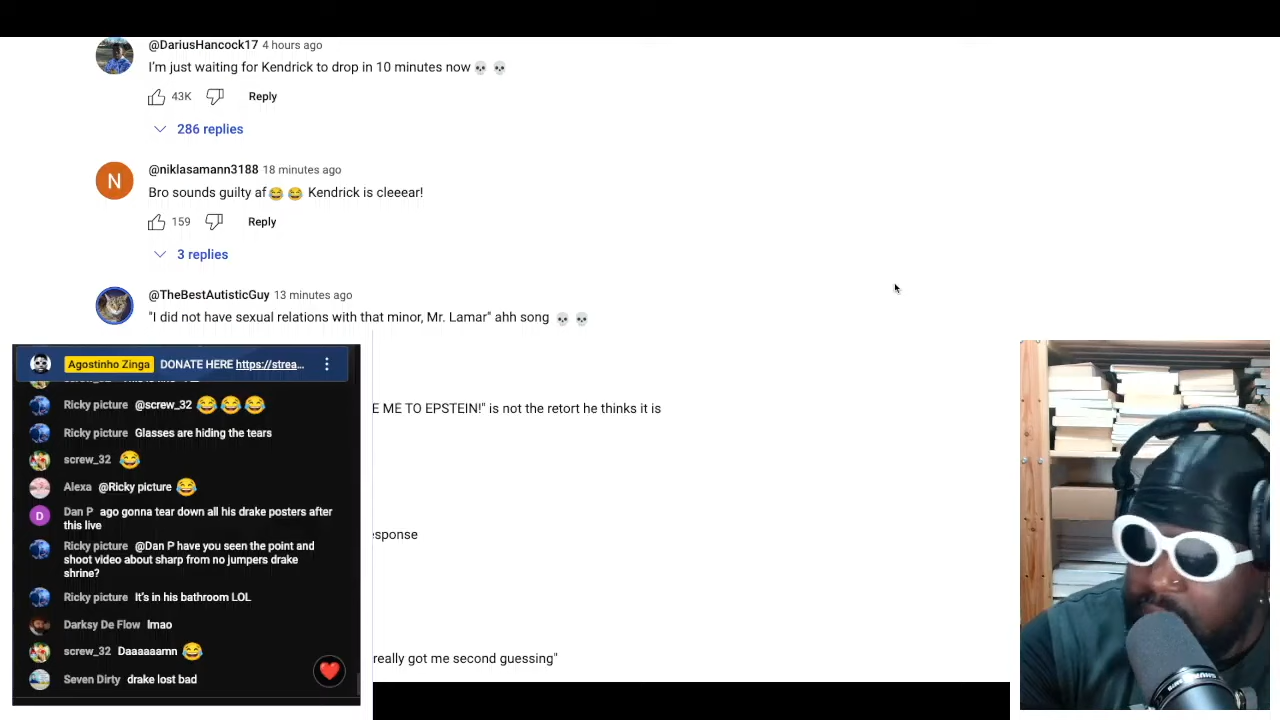 @DariusHancock17 4 hours ago
I'm just waiting for Kendrick to drop in 10 minutes now 💀 💀
43K Reply
286 replies
N
@niklasamann3188 18 minutes ago
Bro sounds guilty af😂 😂 Kendrick is cleeear!
159 Reply
3 replies
@TheBestAutisticGuy 13 minutes ago
"I did not have sexual relations with that minor, Mr. Lamar" ahh song 💀 💀
E ME TO EPSTEIN!" is not the retort he thinks it is
esponse
really got me second guessing"
Agostinho Zinga DONATE HERE https://strea...
Ricky picture @screw_32 😂😂😂
Ricky picture Glasses are hiding the tears
screw_32 😂
Alexa @Ricky picture 😂
D
Dan P ago gonna tear down all his drake posters after
this live
Ricky picture @Dan P have you seen the point and
shoot video about sharp from no jumpers drake
shrine?
Ricky picture It's in his bathroom LOL
Darksy De Flow lmao
screw_32 Daaaaaamn 😂
Seven Dirty drake lost bad